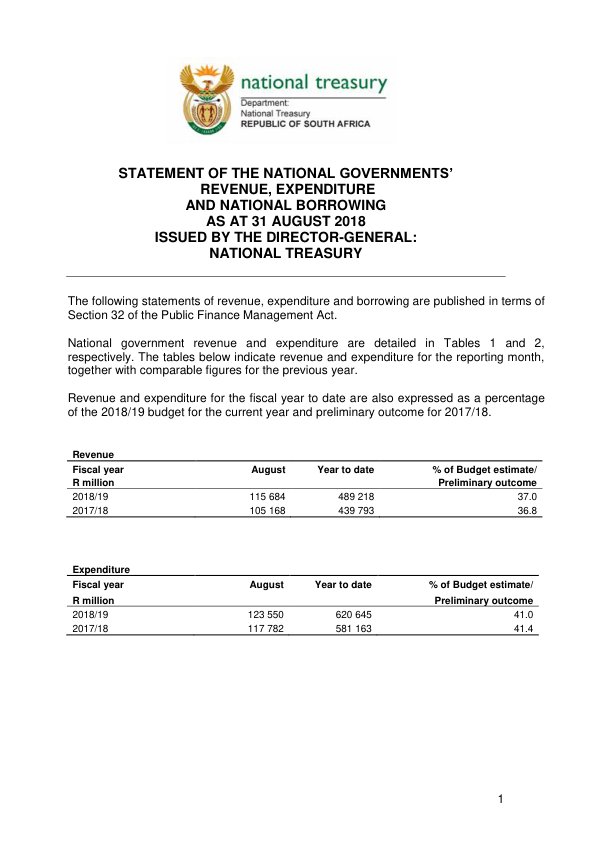 national treasury
Department:
National Treasury
REPUBLIC OF SOUTH AFRICA
STATEMENT OF THE NATIONAL GOVERNMENTS’
REVENUE, EXPENDITURE
AND NATIONAL BORROWING
AS AT 31 AUGUST 2018
ISSUED BY THE DIRECTOR-GENERAL:
NATIONAL TREASURY
The following statements of revenue, expenditure and borrowing are published in terms of
Section 32 of the Public Finance Management Act.
National government revenue and expenditure are detailed in Tables 1 and 2,
respectively. The tables below indicate revenue and expenditure for the reporting month,
together with comparable figures for the previous year.
Revenue and expenditure for the fiscal year to date are also expressed as a percentage
of the 2018/19 budget for the current year and preliminary outcome for 2017/18.
Revenue
Fiscal year August Year to date % of Budget estimate/
R million Preliminary outcome
2018/19 115 684 489 218 37.0
2017/18 105 168 439 793 36.8
Expenditure
Fiscal year August Year to date % of Budget estimate/
R million Preliminary outcome
2018/19 123 550 620 645 41.0
2017/18 117 782 581 163 41.4
1